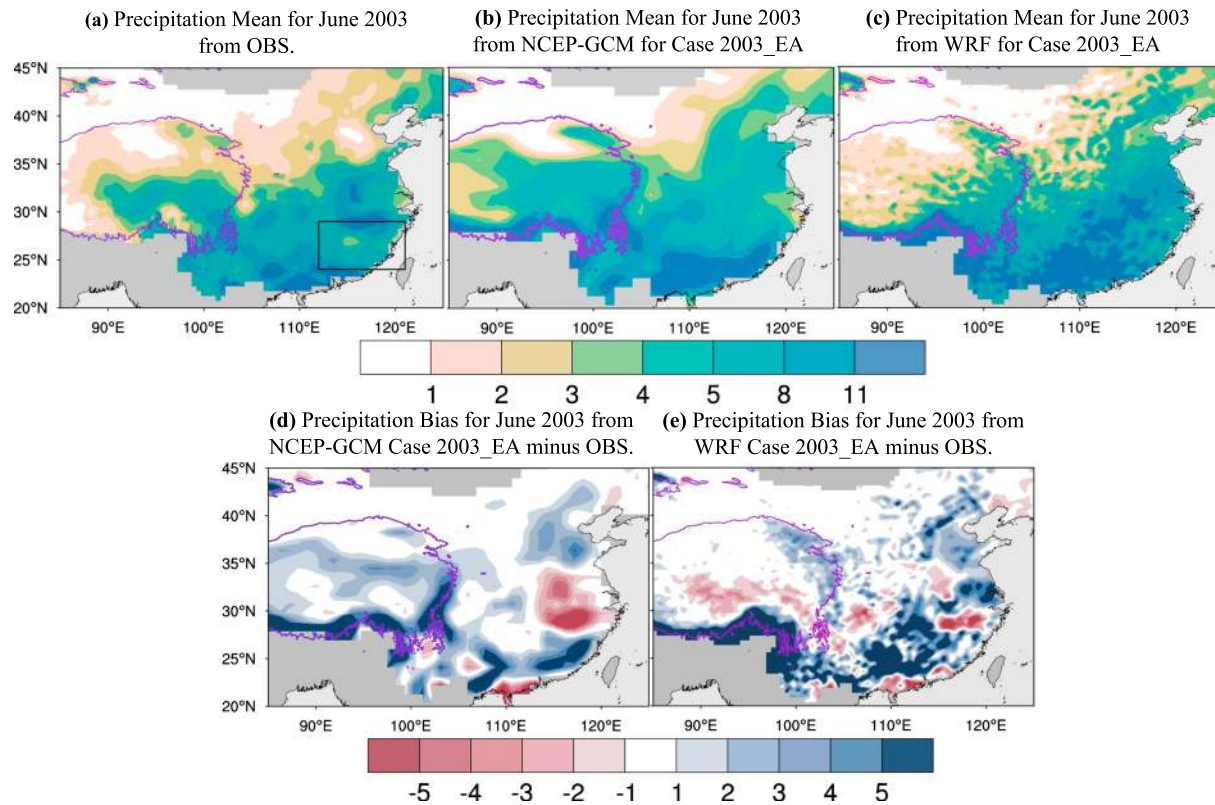 (a) Precipitation Mean for June 2003
from OBS.
(b) Precipitation Mean for June 2003
from NCEP-GCM for Case 2003_EA
(c) Precipitation Mean for June 2003
from WRF for Case 2003_EA
45°N
40°N
35°N
30°N
25°N
20°N
90°E 100°E 110°E 120°E
90°E 100°E 110°E 120°E
90°E 100°E 110°E 120°E
1 2 3 4 5 8 11
(d) Precipitation Bias for June 2003 from
NCEP-GCM Case 2003_EA minus OBS.
(e) Precipitation Bias for June 2003 from
WRF Case 2003_EA minus OBS.
45°N
40°N
35°N
30°N
25°N
20°N
90°E 100°E 110°E 120°E
90°E 100°E 110°E 120°E
-5 -4 -3 -2 -1 1 2 3 4 5